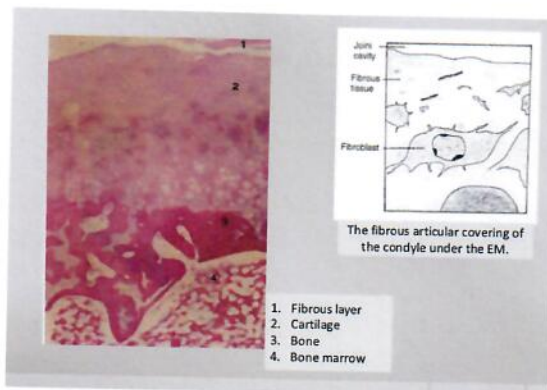 1
2
3
4
1. Fibrous layer
2. Cartilage
3. Bone
4. Bone marrow
Joint cavity
Fibrous tissue
Fibroblast
The fibrous articular covering of
the condyle under the EM.